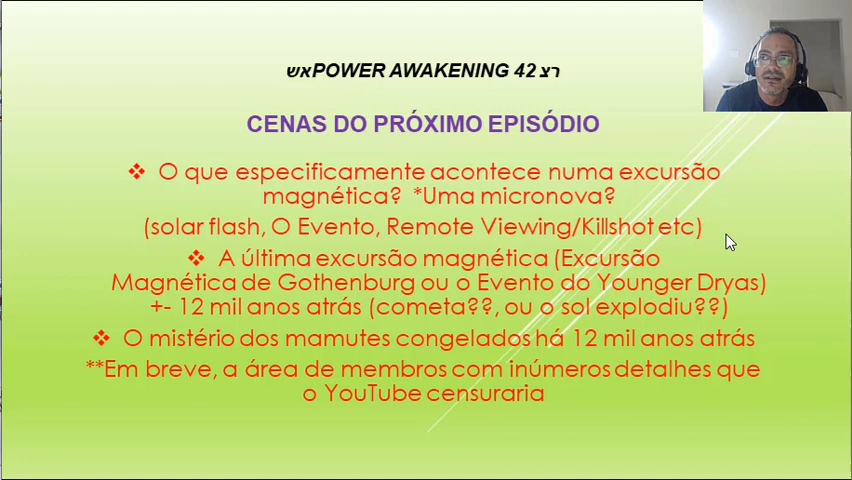 אשPOWER AWAKENING 42 רצ
CENAS DO PRÓXIMO EPISÓDIO
❖ O que especificamente acontece numa excursão
magnética? *Uma micronova?
(solar flash, O Evento, Remote Viewing/Killshot etc)
❖ A última excursão magnética (Excursão
Magnética de Gothenburg ou o Evento do Younger Dryas)
+- 12 mil anos atrás (cometa??, ou o sol explodiu??)
❖ O mistério dos mamutes congelados há 12 mil anos atrás
**Em breve, a área de membros com inúmeros detalhes que
o YouTube censuraria